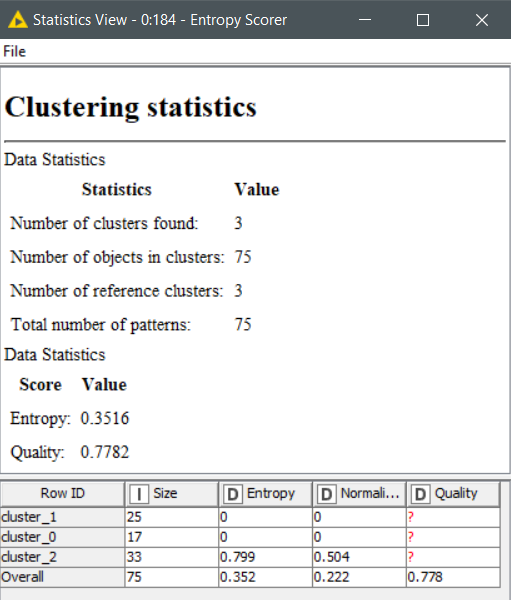 Statistics View - 0:184 - Entropy Scorer
File
Clustering statistics
Data Statistics
Statistics Value
Number of clusters found: 3
Number of objects in clusters: 75
Number of reference clusters: 3
Total number of patterns: 75
Data Statistics
Score Value
Entropy: 0.3516
Quality: 0.7782
Row ID I Size D Entropy D Normali... D Quality
cluster_1 25 0 0 ?
cluster_0 17 0 0 ?
cluster_2 33 0.799 0.504 ?
Overall 75 0.352 0.222 0.778